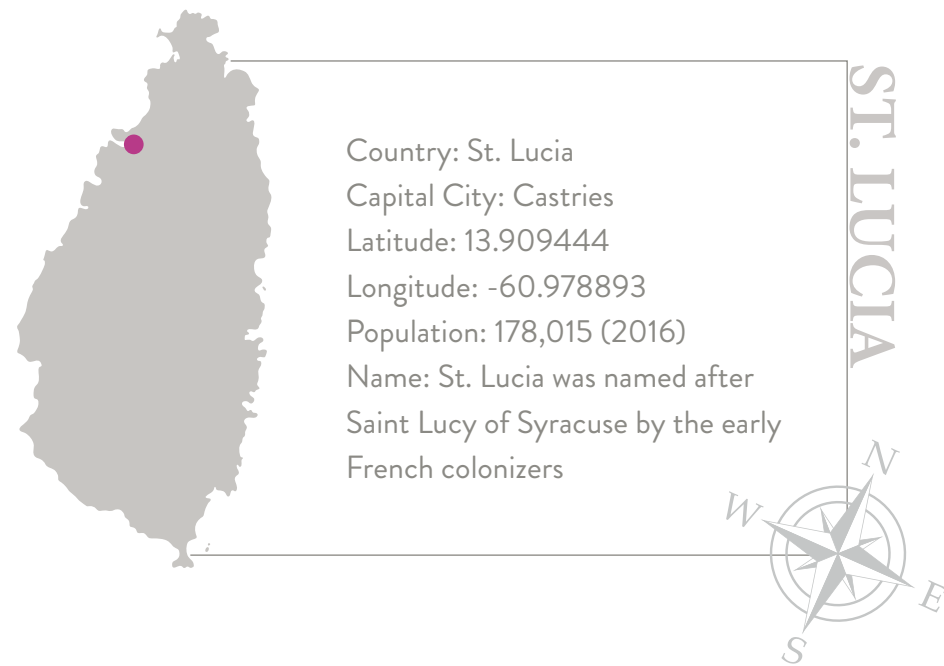 Country: St. Lucia
Capital City: Castries
Latitude: 13.909444
Longitude: -60.978893
Population: 178,015 (2016)
Name: St. Lucia was named after
Saint Lucy of Syracuse by the early
French colonizers
ST. LUCIA
N
W
E
S